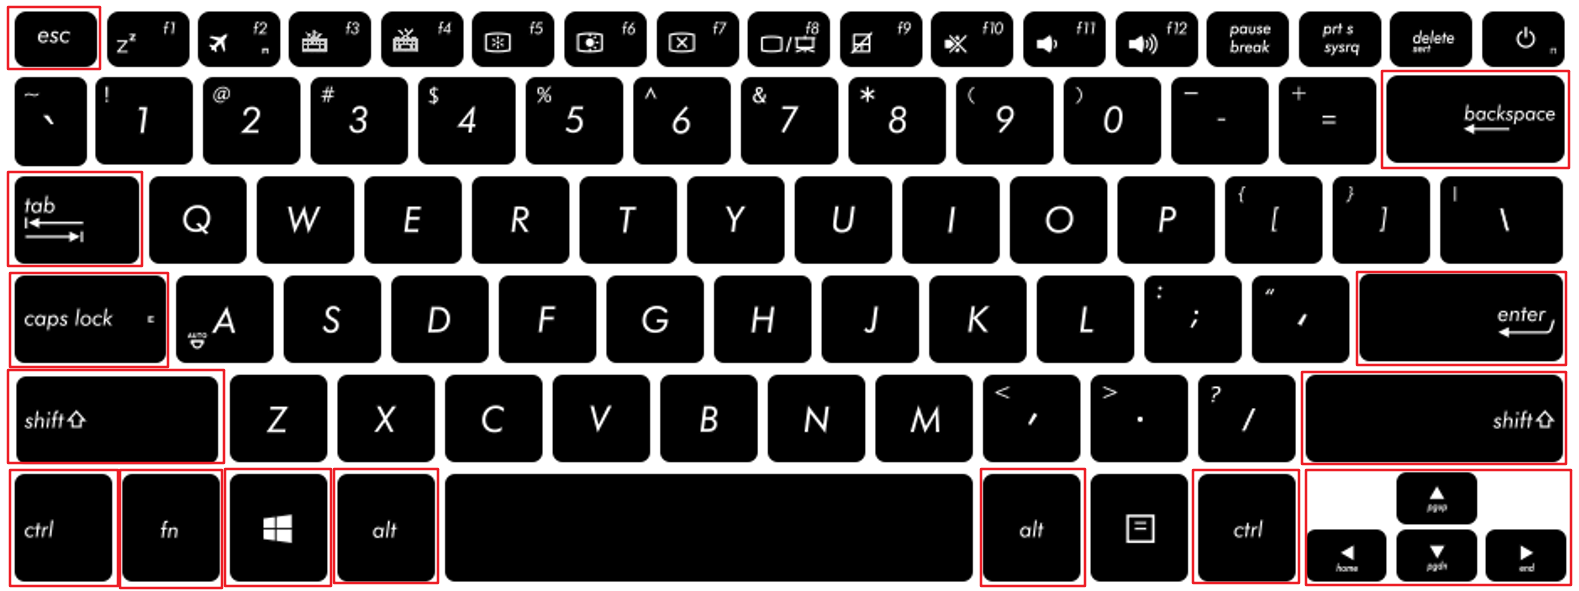 esc f1 f2 f3 f4 f5 f6 f7 f8 f9 f10 f11 f12 pause break prt s sysrq delete
zz
~ ` ! 1 @ 2 # 3 $ 4 % 5 ^ 6 & 7 * 8 ( 9 ) 0 _ - + = backspace
tab Q W E R T Y U I O P { [ } ] | \
caps lock AUTO A S D F G H J K L : ; " ' enter
shift Z X C V B N M < , > . ? / shift
ctrl fn alt alt ctrl
pgup
home pgdn end